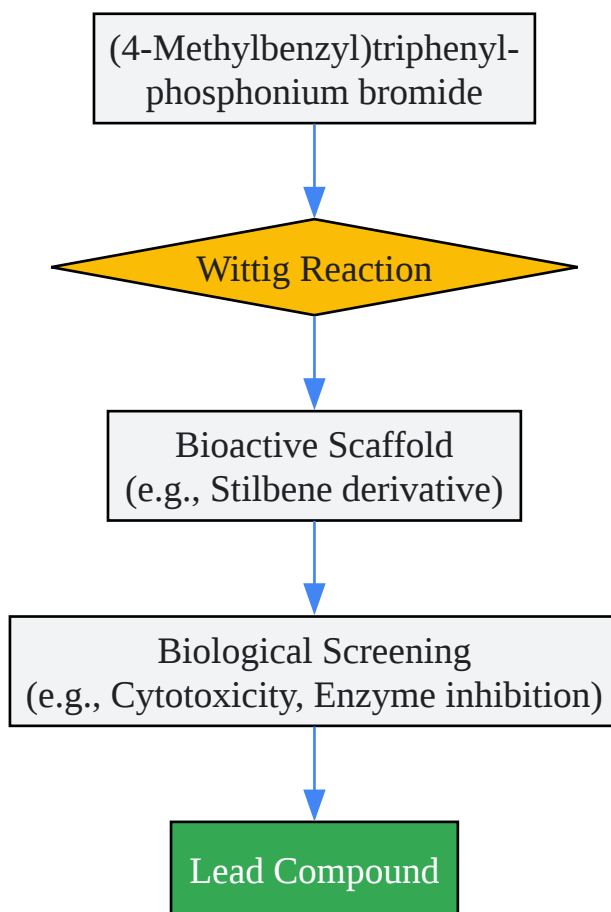 (4-Methylbenzyl)triphenyl-
phosphonium bromide
Wittig Reaction
Bioactive Scaffold
(e.g., Stilbene derivative)
Biological Screening
(e.g., Cytotoxicity, Enzyme inhibition)
Lead Compound